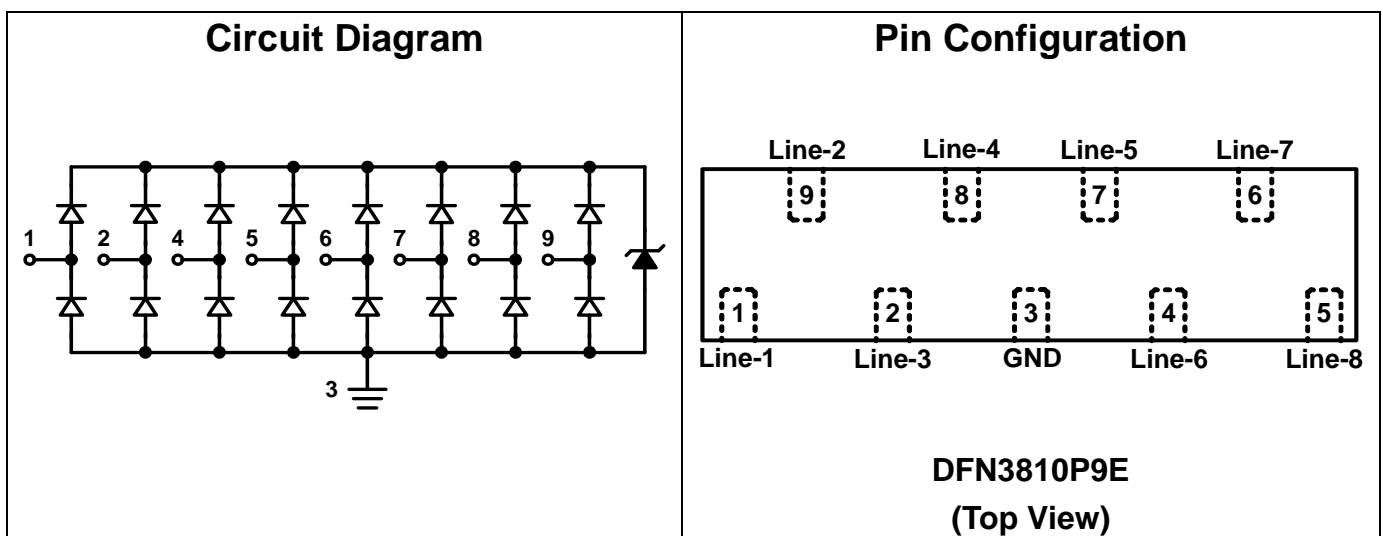 Circuit Diagram
1 2 4 5 6 7 8 9
3
Pin Configuration
Line-2 Line-4 Line-5 Line-7
9 8 7 6
1 2 3 4 5
Line-1 Line-3 GND Line-6 Line-8
DFN3810P9E
(Top View)